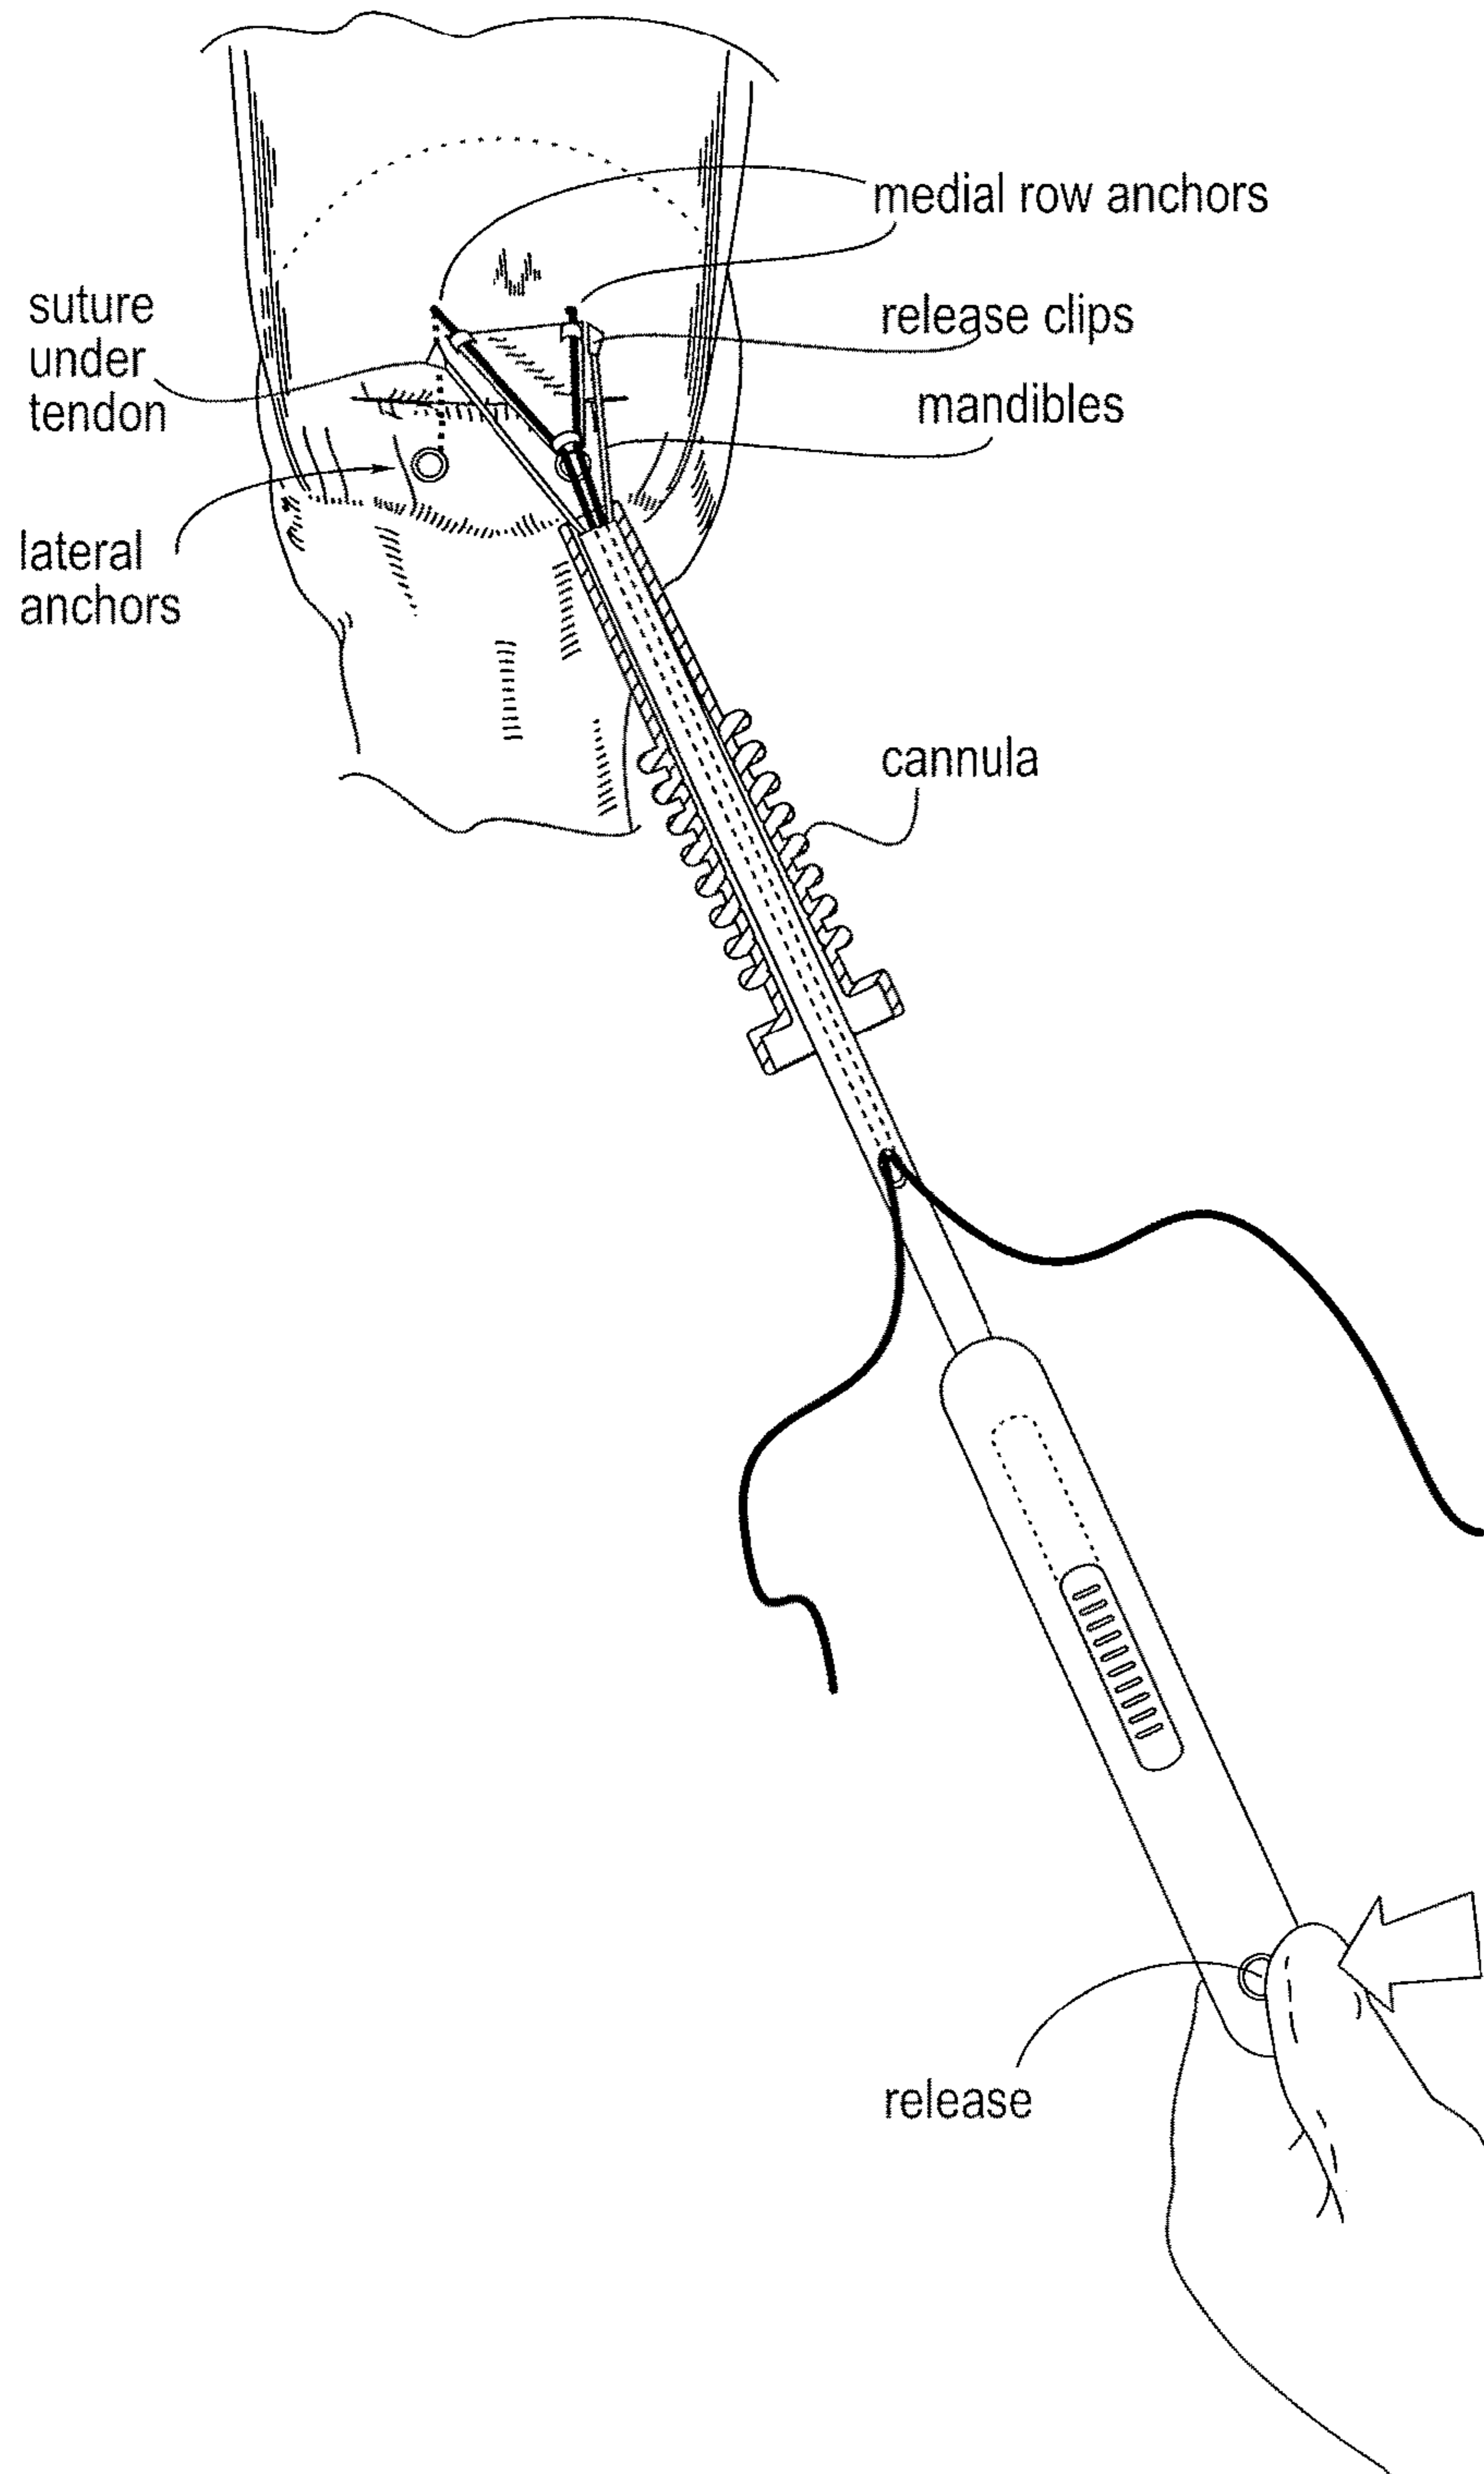 medial row anchors
suture
under
tendon
release clips
mandibles
lateral
anchors
cannula
release